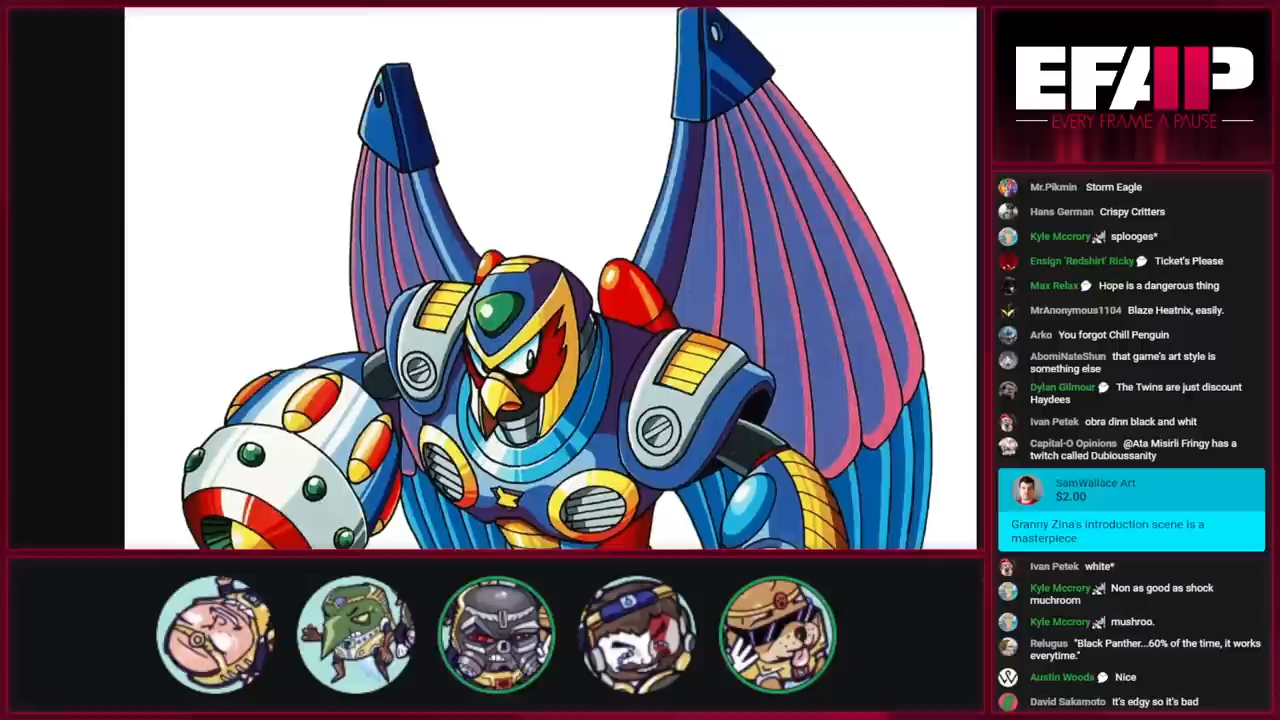 EFAP
EVERY FRAME A PAUSE
Mr.Pikmin Storm Eagle
Hans German Crispy Critters
Kyle Mccrory splooges*
Ensign 'Redshirt' Ricky Ticket's Please
Max Relax Hope is a dangerous thing
MrAnonymous1104 Blaze Heatnix, easily.
Arko You forgot Chill Penguin
AbomiNateShun that game's art style is
something else
Dylan Gilmour The Twins are just discount
Haydees
Ivan Petek obra dinn black and whit
Capital-O Opinions @Ata Misirli Fringy has a
twitch called Dubioussanity
SamWallace Art
$2.00
Granny Zina's introduction scene is a
masterpiece
Ivan Petek white*
Kyle Mccrory Non as good as shock
muchroom
Kyle Mccrory mushroo.
Relugus "Black Panther...60% of the time, it works
everytime."
Austin Woods Nice
David Sakamoto It's edgy so it's bad